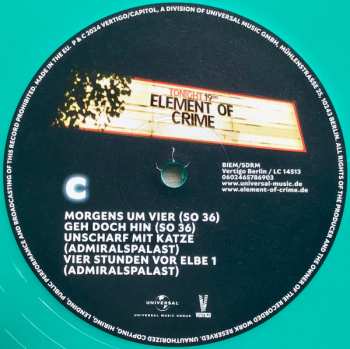 MADE IN THE EU. P & C 2024 VERTIGO/CAPITOL, A DIVISION OF UNIVERSAL MUSIC GMBH, MÜHLENSTRASSE 25, 10243 BERLIN. ALL RIGHTS OF THE PRODUCER AND THE OWNER OF THE RECORDED WORK RESERVED. UNAUTHORIZED COPYING, HIRING, LENDING, PUBLIC PERFORMANCE AND BROADCASTING OF THIS RECORD PROHIBITED.
TONIGHT 19
ELEMENT OF
CRIME
BIEM/SDRM
Vertigo Berlin / LC 14513
0602465786903
www.universal-music.de
www.element-of-crime.de
C
MORGENS UM VIER (SO 36)
GEH DOCH HIN (SO 36)
UNSCHARF MIT KATZE
(ADMIRALSPALAST)
VIER STUNDEN VOR ELBE 1
(ADMIRALSPALAST)
UNIVERSAL
UNIVERSAL MUSIC GROUP
VERTIGO